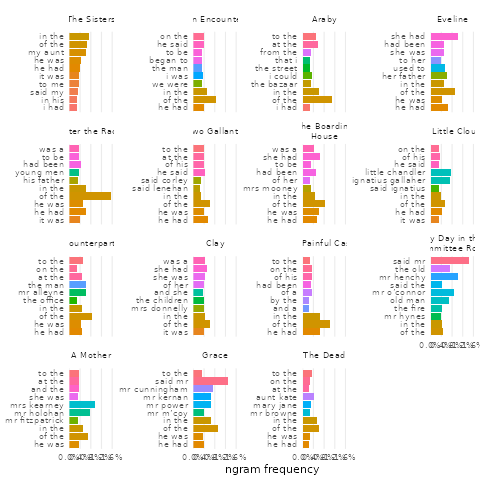 The Sisters
in the
of the
my aunt
he was
he had
it was
to me
said my
in his
i had
n Encounte
on the
he said
to be
began to
the man
i was
we were
in the
of the
he had
Araby
to the
at the
from the
that i
the street
i could
the bazaar
in the
of the
i had
Eveline
she had
had been
she was
to her
used to
her father
in the
of the
he was
he had
ter the Rac
was a
to be
had been
young men
his father
in the
of the
he was
he had
it was
wo Gallant
to the
at the
of his
he said
said corley
said lenehan
in the
of the
he was
he had
he Boardin
House
was a
she had
to be
had been
of her
mrs mooney
in the
of the
he was
he had
Little Clou
on the
of his
he said
little chandler
ignatius gallaher
said ignatius
in the
of the
he had
it was
ounterpart
to the
on the
at the
the man
mr alleyne
the office
in the
of the
he was
he had
Clay
was a
she had
she was
of her
and she
the children
mrs donnelly
in the
of the
it was
Painful Ca
to the
on the
of his
had been
of a
by the
and a
in the
of the
he had
y Day in th
mmittee Ro
said mr
the old
mr henchy
said the
mr o'connor
old man
the fire
mr hynes
in the
of the
A Mother
to the
at the
and the
she was
mrs kearney
mr holohan
mr fitzpatrick
in the
of the
he was
Grace
to the
said mr
mr cunningham
mr kernan
mr power
mr m'coy
in the
of the
he was
he had
The Dead
to the
on the
at the
aunt kate
mary jane
mr browne
in the
of the
he was
he had
ngram frequency